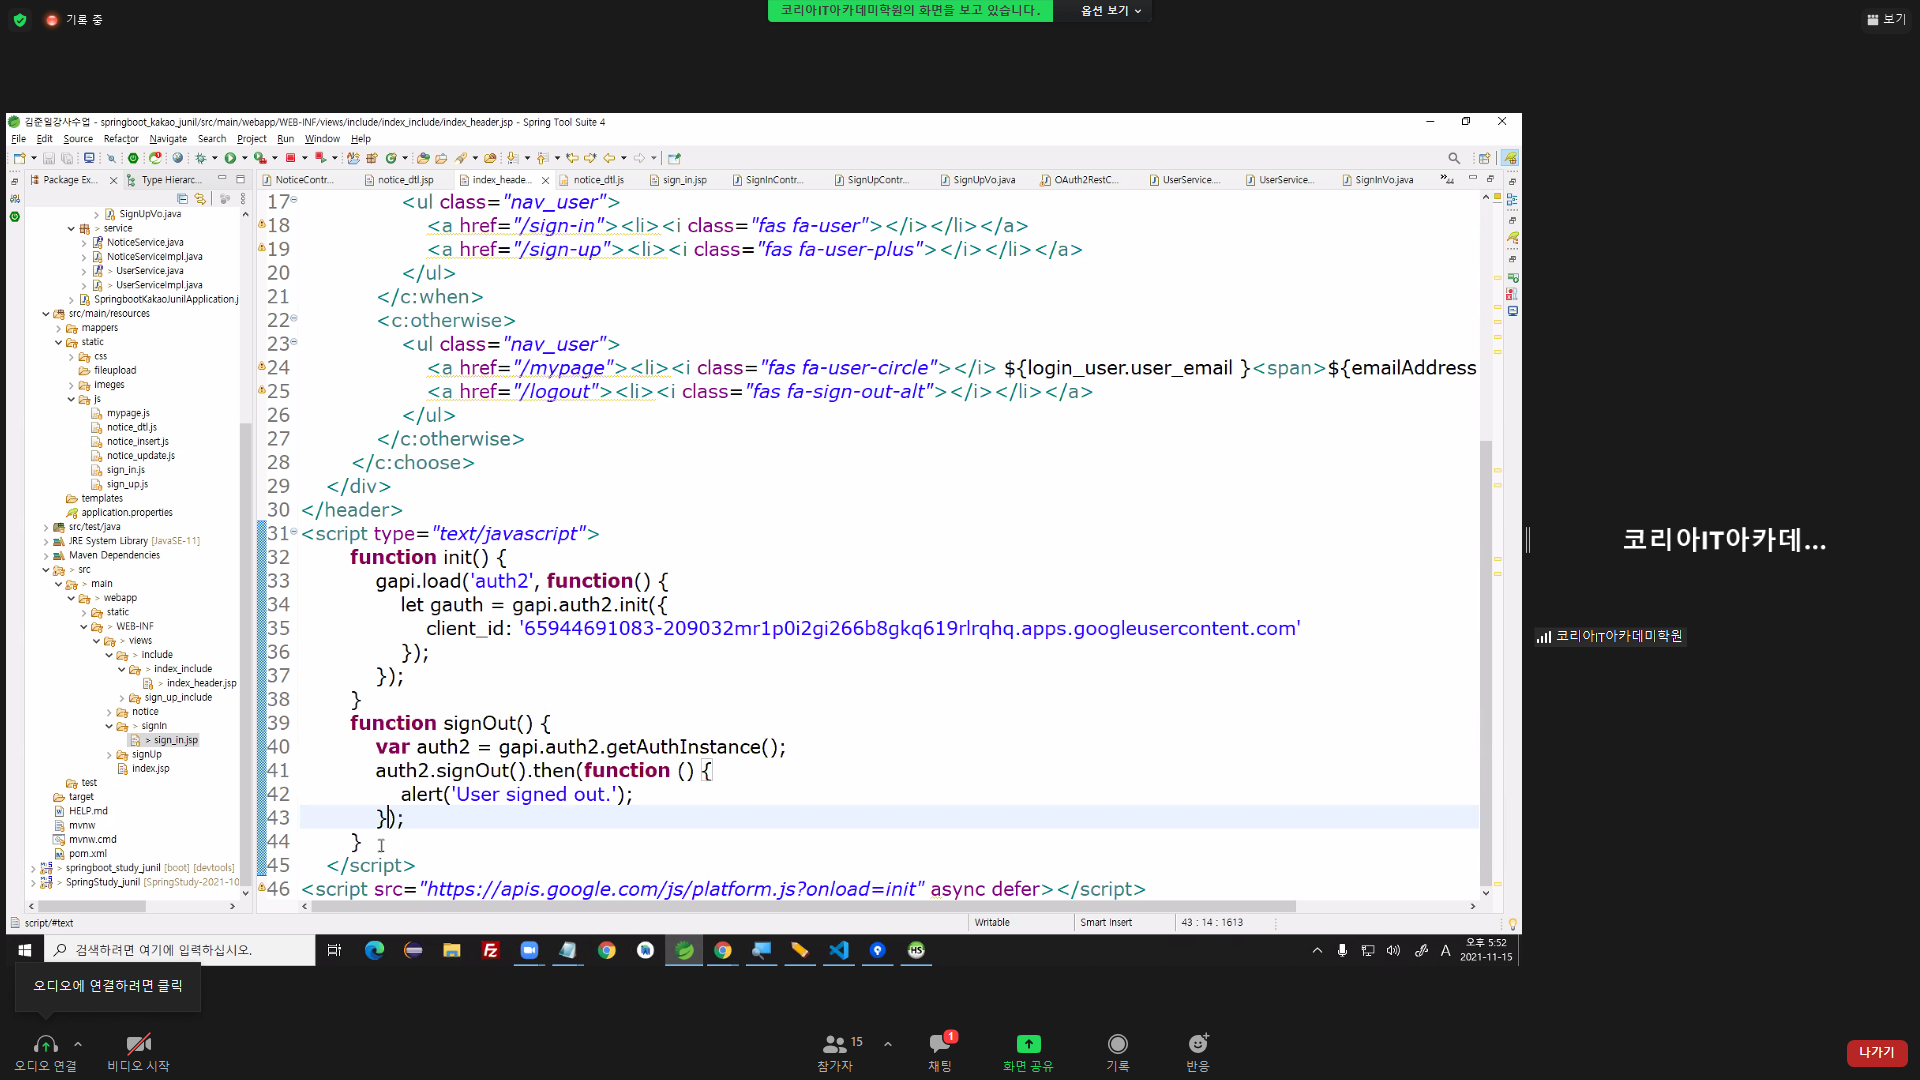 기록 중
코리아IT아카데미학원의 화면을 보고 있습니다.
옵션 보기
보기
김준일강사수업 - springboot_kakao_junil/src/main/webapp/WEB-INF/views/include/index_include/index_header.jsp - Spring Tool Suite 4
File Edit Source Refactor Navigate Search Project Run Window Help
Package Ex... Type Hierarc...
NoticeContr... notice_dtl.jsp index_heade... notice_dtl.js sign_in.jsp SignInContr... SignUpContr... SignUpVo.java OAuth2RestC... UserService.... UserService... SignInVo.java »44
SignUpVo.java
> service
NoticeService.java
NoticeServiceImpl.java
> UserService.java
> UserServiceImpl.java
SpringbootKakaoJunilApplication.j
src/main/resources
mappers
static
css
fileupload
imeges
js
mypage.js
notice_dtl.js
notice_insert.js
notice_update.js
sign_in.js
sign_up.js
templates
application.properties
src/test/java
JRE System Library [JavaSE-11]
Maven Dependencies
> src
> main
> webapp
> static
> WEB-INF
> views
> include
> index_include
> index_header.jsp
> sign_up_include
notice
> signIn
> sign_in.jsp
signUp
index.jsp
test
target
HELP.md
mvnw
mvnw.cmd
pom.xml
springboot_study_junil [boot] [devtools]
SpringStudy_junil [SpringStudy-2021-10
17 <ul class="nav_user">
18 <a href="/sign-in"><li><i class="fas fa-user"></i></li></a>
19 <a href="/sign-up"><li><i class="fas fa-user-plus"></i></li></a>
20 </ul>
21 </c:when>
22 <c:otherwise>
23 <ul class="nav_user">
24 <a href="/mypage"><li><i class="fas fa-user-circle"></i> ${login_user.user_email }<span>${emailAddress
25 <a href="/logout"><li><i class="fas fa-sign-out-alt"></i></li></a>
26 </ul>
27 </c:otherwise>
28 </c:choose>
29 </div>
30 </header>
31 <script type="text/javascript">
32 function init() {
33 gapi.load('auth2', function() {
34 let gauth = gapi.auth2.init({
35 client_id: '65944691083-209032mr1p0i2gi266b8gkq619rlrqhq.apps.googleusercontent.com'
36 });
37 });
38 }
39 function signOut() {
40 var auth2 = gapi.auth2.getAuthInstance();
41 auth2.signOut().then(function () {
42 alert('User signed out.');
43 });
44 }
45 </script>
46 <script src="https://apis.google.com/js/platform.js?onload=init" async defer></script>
script/#text
Writable
Smart Insert
43 : 14 : 1613
검색하려면 여기에 입력하십시오.
A
오후 5:52
2021-11-15
코리아IT아카데...
코리아IT아카데미학원
오디오에 연결하려면 클릭
오디오 연결
비디오 시작
15
참가자
1
채팅
화면 공유
기록
반응
나가기